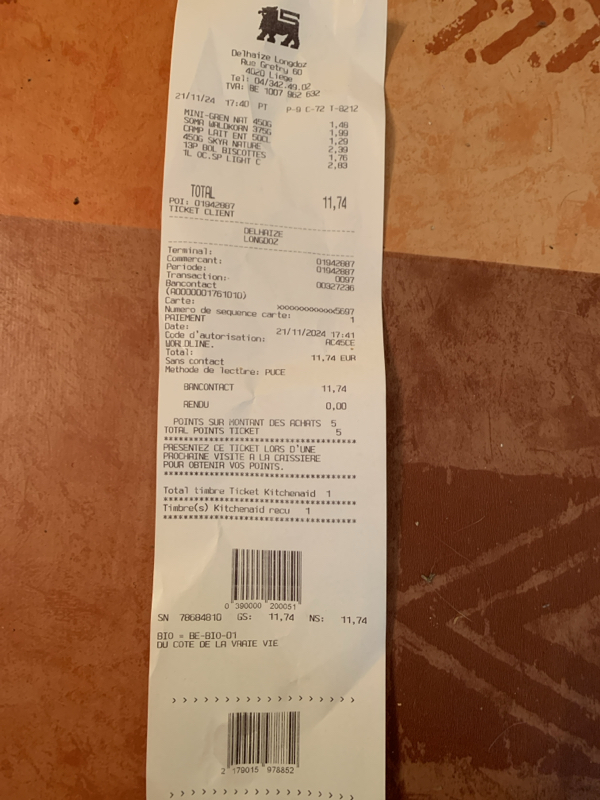 Delhaize Longdoz
Rue Gretry 60
4020 Liege
Tel: 04/342.49.02
TVA: BE 1007 962 632
21/11/24 17:40 PT P-9 C-72 T-8212
MINI-GREN NAT 450G 1,48
SOMA WALDKORN 375G 1,99
CAMP LAIT ENT 50CL 1,29
450G SKYR NATURE 2,39
13P BOL BISCOTTES 1,76
1L OC.SP LIGHT C 2,83
TOTAL 11,74
POI: 01942887
TICKET CLIENT
DELHAIZE
LONGDOZ
Terminal: 01942887
Commercant: 01942887
Periode: 0097
Transaction: 00327236
Bancontact
(A0000001761010)
Carte: xxxxxxxxxxxxx5697
Numero de sequence carte: 1
PAIEMENT
Date: 21/11/2024 17:41
Code d'autorisation: AC45CE
WORLDLINE. -
Total: 11,74 EUR
Sans contact
Methode de lecture: PUCE
BANCONTACT 11,74
RENDU 0,00
POINTS SUR MONTANT DES ACHATS 5
TOTAL POINTS TICKET 5
PRESENTEZ CE TICKET LORS D'UNE
PROCHAINE VISITE A LA CAISSIERE
POUR OBTENIR VOS POINTS.
Total timbre Ticket Kitchenaid 1
Timbre(s) Kitchenaid recu 1
0 390000 200051
SN 78684810 GS: 11,74 NS: 11,74
BIO = BE-BIO-01
DU COTE DE LA VRAIE VIE
2 179015 978852